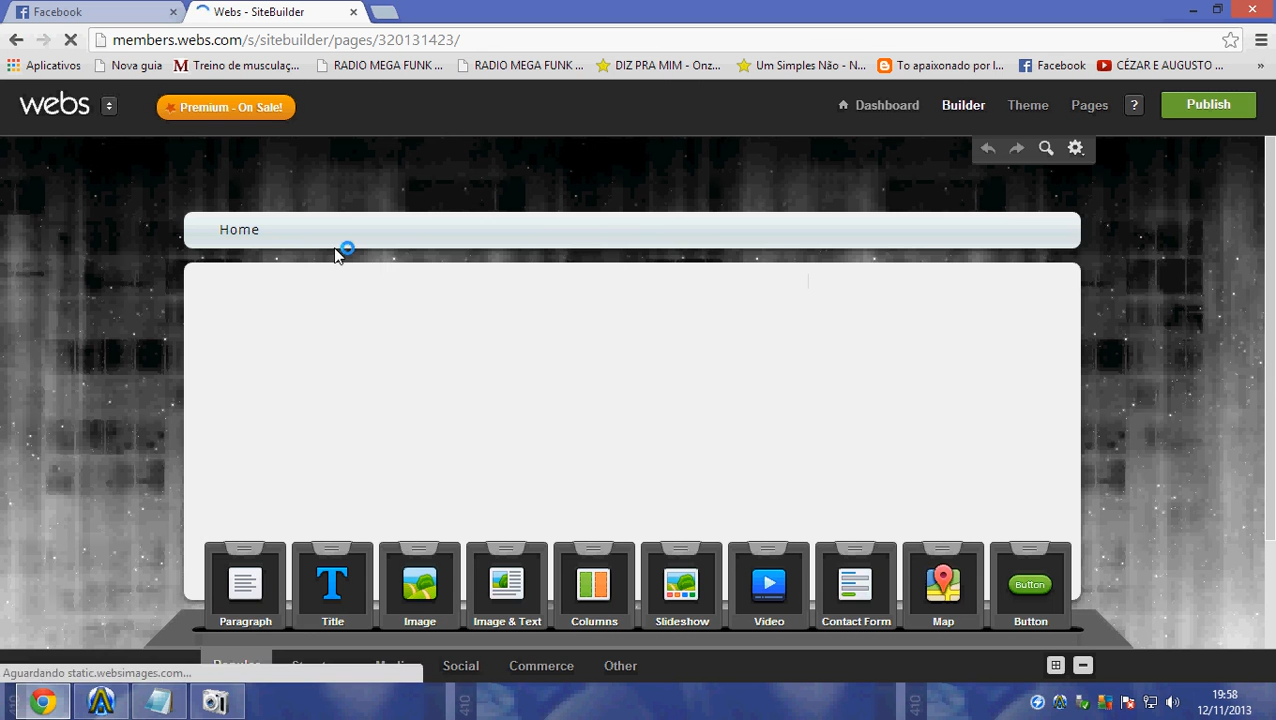 Facebook
Webs - SiteBuilder
members.webs.com/s/sitebuilder/pages/320131423/
Aplicativos
Nova guia
Treino de musculaç...
RADIO MEGA FUNK ...
RADIO MEGA FUNK ...
DIZ PRA MIM - Onz...
Um Simples Não - N...
To apaixonado por I...
Facebook
CÉZAR E AUGUSTO ...
»
webs
Premium - On Sale!
Dashboard
Builder
Theme
Pages
?
Publish
Home
Button
Paragraph
Title
Image
Image & Text
Columns
Slideshow
Video
Contact Form
Map
Button
Social
Commerce
Other
Aguardando static.websimages.com...
19:58
12/11/2013